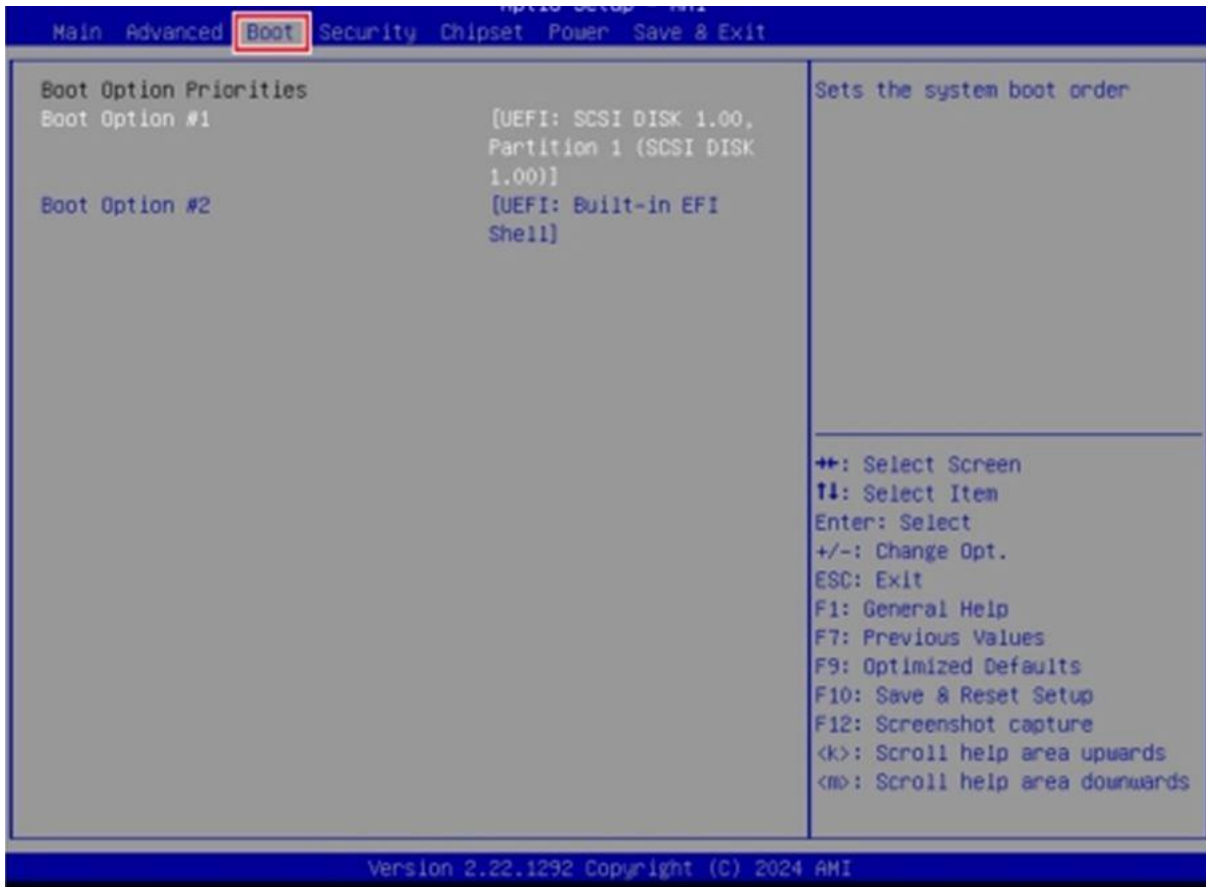 Main Advanced Boot Security Chipset Power Save & Exit
Boot Option Priorities
Boot Option #1 [UEFI: SCSI DISK 1.00,
Partition 1 (SCSI DISK
1.00)]
Boot Option #2 [UEFI: Built-in EFI
Shell]
Sets the system boot order
→←: Select Screen
↑↓: Select Item
Enter: Select
+/-: Change Opt.
ESC: Exit
F1: General Help
F7: Previous Values
F9: Optimized Defaults
F10: Save & Reset Setup
F12: Screenshot capture
<k>: Scroll help area upwards
<m>: Scroll help area downwards
Version 2.22.1292 Copyright (C) 2024 AMI